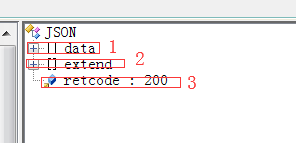 JSON
[] data 1
[] extend 2
retcode : 200 3